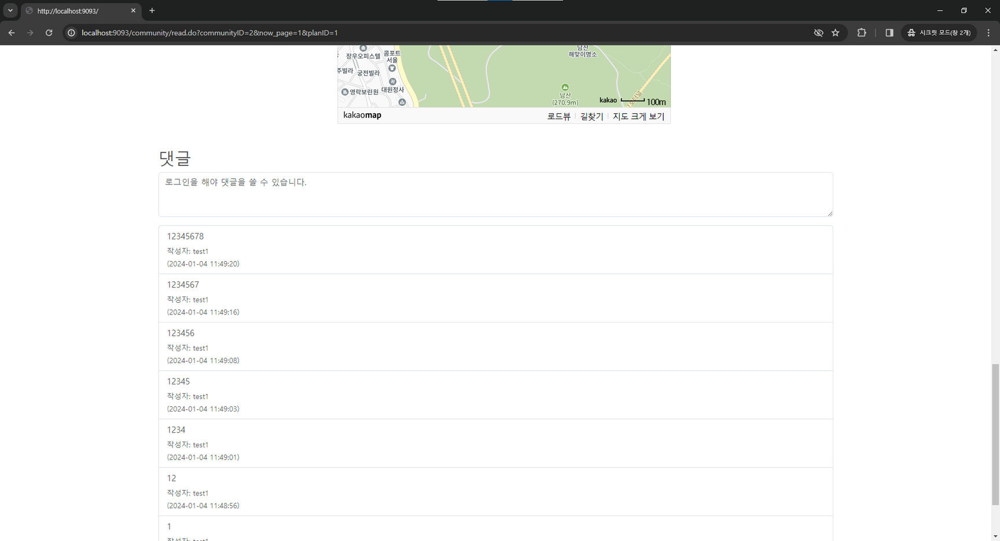 http://localhost:9093/
localhost:9093/community/read.do?communityID=2&now_page=1&planID=1
시크릿 모드(창 2개)
장우오피스텔
콤포트
서울
주빌라
궁전빌라
영락보린원
대원정사
남산
해맞이명소
남산
(270.9m)
2호터널
kakao
100m
kakaomap
로드뷰
길찾기
지도 크게 보기
댓글
로그인을 해야 댓글을 쓸 수 있습니다.
12345678
작성자: test1
(2024-01-04 11:49:20)
1234567
작성자: test1
(2024-01-04 11:49:16)
123456
작성자: test1
(2024-01-04 11:49:08)
12345
작성자: test1
(2024-01-04 11:49:03)
1234
작성자: test1
(2024-01-04 11:49:01)
12
작성자: test1
(2024-01-04 11:48:56)
1
작성자: test1